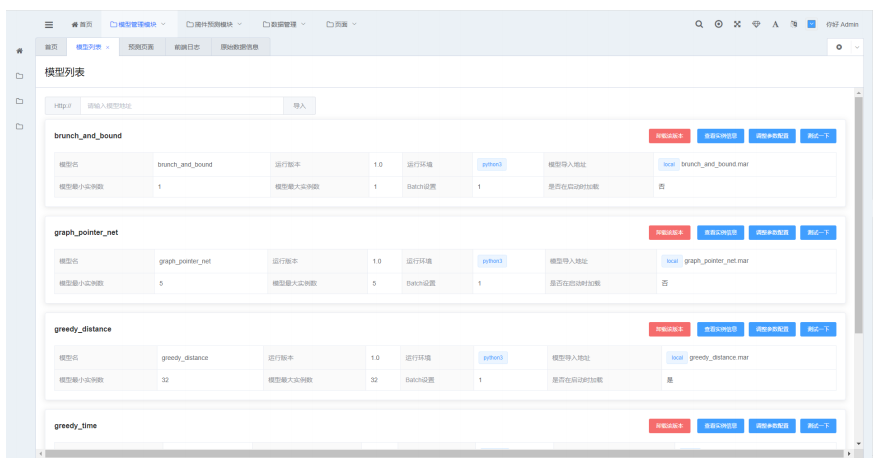 首页 模型管理模块 插件预测模块 数据管理 页面 你好 Admin
首页 模型列表 × 预测页面 前端日志 原始数据信息
模型列表
Http:// 请输入模型地址 导入
brunch_and_bound 卸载该版本 查看实例信息 调整参数配置 测试一下
模型名 brunch_and_bound 运行版本 1.0 运行环境 python3 模型导入地址 local brunch_and_bound.mar
模型最小实例数 1 模型最大实例数 1 Batch设置 1 是否在启动时加载 否
graph_pointer_net 卸载该版本 查看实例信息 调整参数配置 测试一下
模型名 graph_pointer_net 运行版本 1.0 运行环境 python3 模型导入地址 local graph_pointer_net.mar
模型最小实例数 5 模型最大实例数 5 Batch设置 1 是否在启动时加载 否
greedy_distance 卸载该版本 查看实例信息 调整参数配置 测试一下
模型名 greedy_distance 运行版本 1.0 运行环境 python3 模型导入地址 local greedy_distance.mar
模型最小实例数 32 模型最大实例数 32 Batch设置 1 是否在启动时加载 是
greedy_time 卸载该版本 查看实例信息 调整参数配置 测试一下